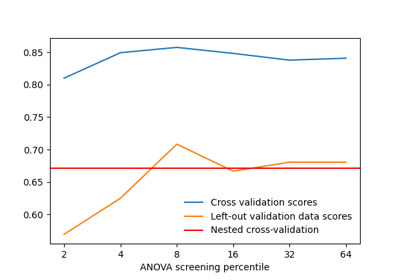 0.85
0.80
0.75
0.70
0.65
0.60
2 4 8 16 32 64
ANOVA screening percentile
Cross validation scores
Left-out validation data scores
Nested cross-validation